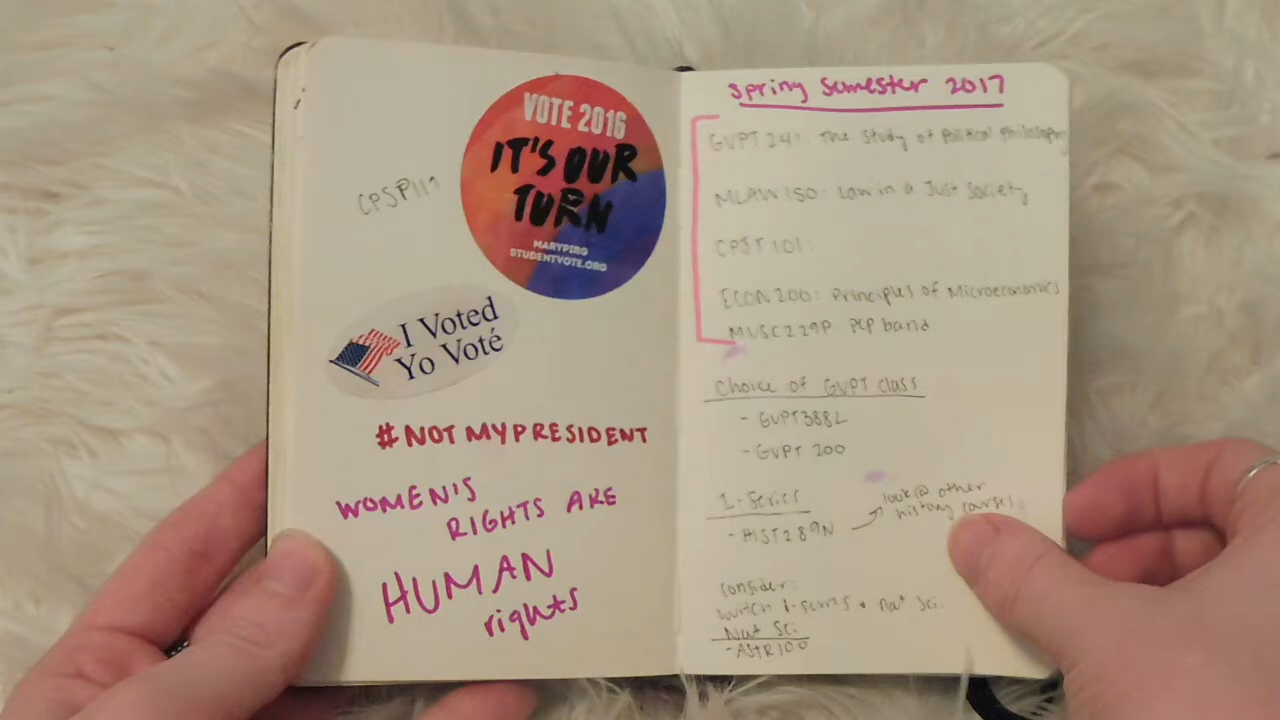 VOTE 2016
IT'S OUR
TURN
MARYPIRG
STUDENTVOTE.ORG
I Voted
Yo Voté
#NOTMYPRESIDENT
WOMEN'S
RIGHTS ARE
HUMAN
rights
spring semester 2017
GVPT 241: The Study of Political Philosophy
MLAW 150: Law in a Just Society
CPST 101:
ECON 200: Principles of Microeconomics
MUSC229P PEP band
Choice of GVPT class
- GVPT388L
- GVPT 200
I-Series
look @ other
history courses
- HIST289N
consider:
switch I-series + Nat Sci.
Nat Sci.
- ASTR100